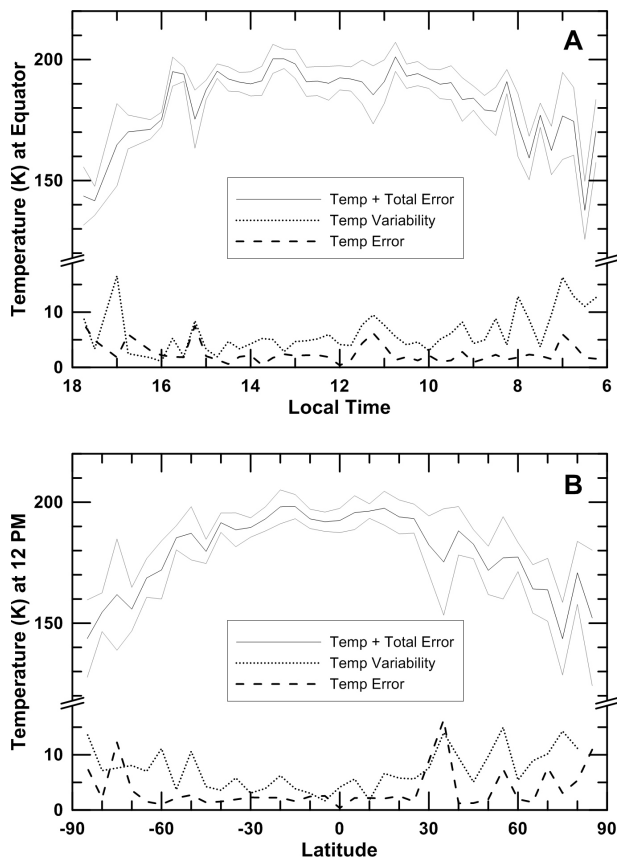 A
Temperature (K) at Equator
200
150
10
0
Temp + Total Error
Temp Variability
Temp Error
18 16 14 12 10 8 6
Local Time
B
Temperature (K) at 12 PM
200
150
10
0
Temp + Total Error
Temp Variability
Temp Error
-90 -60 -30 0 30 60 90
Latitude